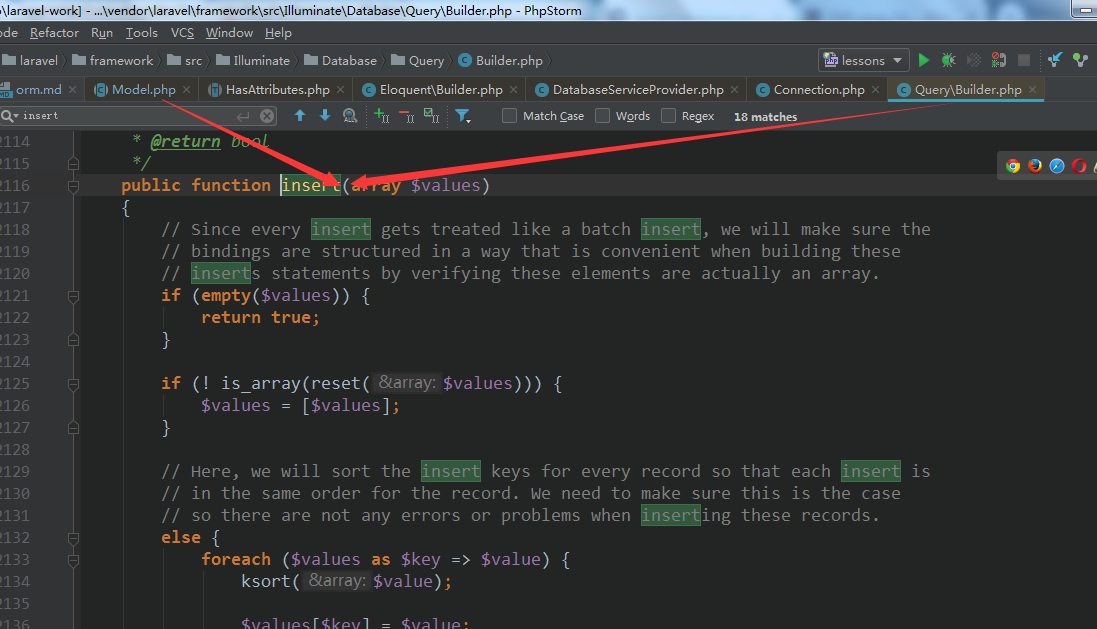 \laravel-work] - ...\vendor\laravel\framework\src\Illuminate\Database\Query\Builder.php - PhpStorm
ode Refactor Run Tools VCS Window Help
laravel framework src Illuminate Database Query Builder.php lessons
orm.md Model.php HasAttributes.php Eloquent\Builder.php DatabaseServiceProvider.php Connection.php Query\Builder.php
insert Match Case Words Regex 18 matches
2114 * @return bool
2115 */
2116 public function insert(array $values)
2117 {
2118 // Since every insert gets treated like a batch insert, we will make sure the
2119 // bindings are structured in a way that is convenient when building these
2120 // inserts statements by verifying these elements are actually an array.
2121 if (empty($values)) {
2122 return true;
2123 }
2124
2125 if (! is_array(reset( &array: $values))) {
2126 $values = [$values];
2127 }
2128
2129 // Here, we will sort the insert keys for every record so that each insert is
2130 // in the same order for the record. We need to make sure this is the case
2131 // so there are not any errors or problems when inserting these records.
2132 else {
2133 foreach ($values as $key => $value) {
2134 ksort( &array: $value);
2135
2136 $values[$key] = $value;